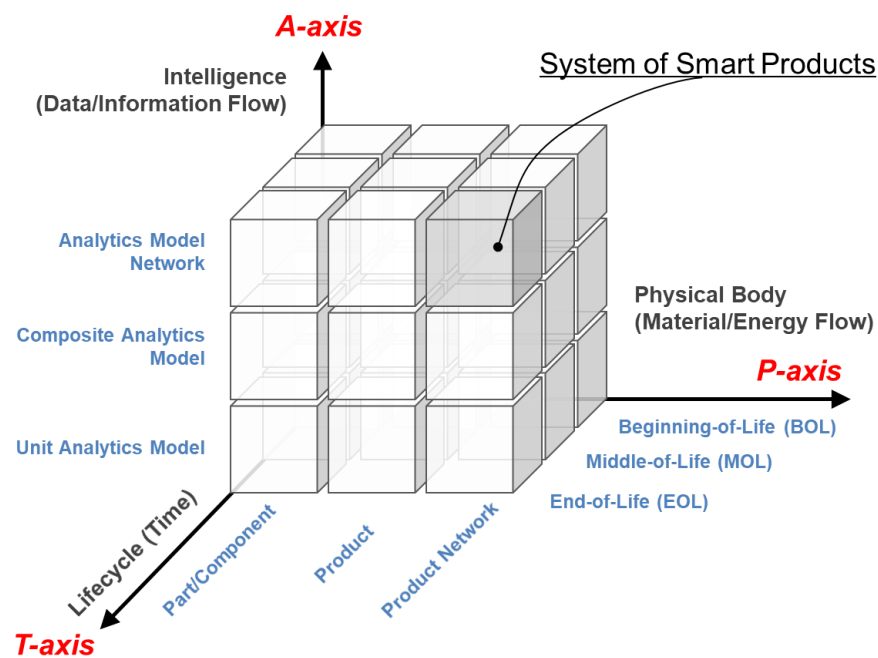 A-axis
Intelligence
(Data/Information Flow)
System of Smart Products
Analytics Model
Network
Composite Analytics
Model
Unit Analytics Model
Physical Body
(Material/Energy Flow)
P-axis
Beginning-of-Life (BOL)
Middle-of-Life (MOL)
End-of-Life (EOL)
Lifecycle (Time)
Part/Component
Product
Product Network
T-axis